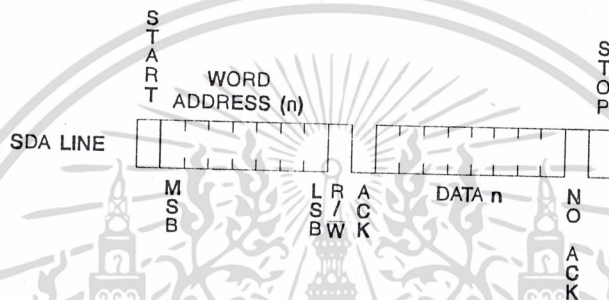 START
STOP
WORD
ADDRESS (n)
SDA LINE
MSB
LSB
R/W̅
ACK
DATA n
NO ACK